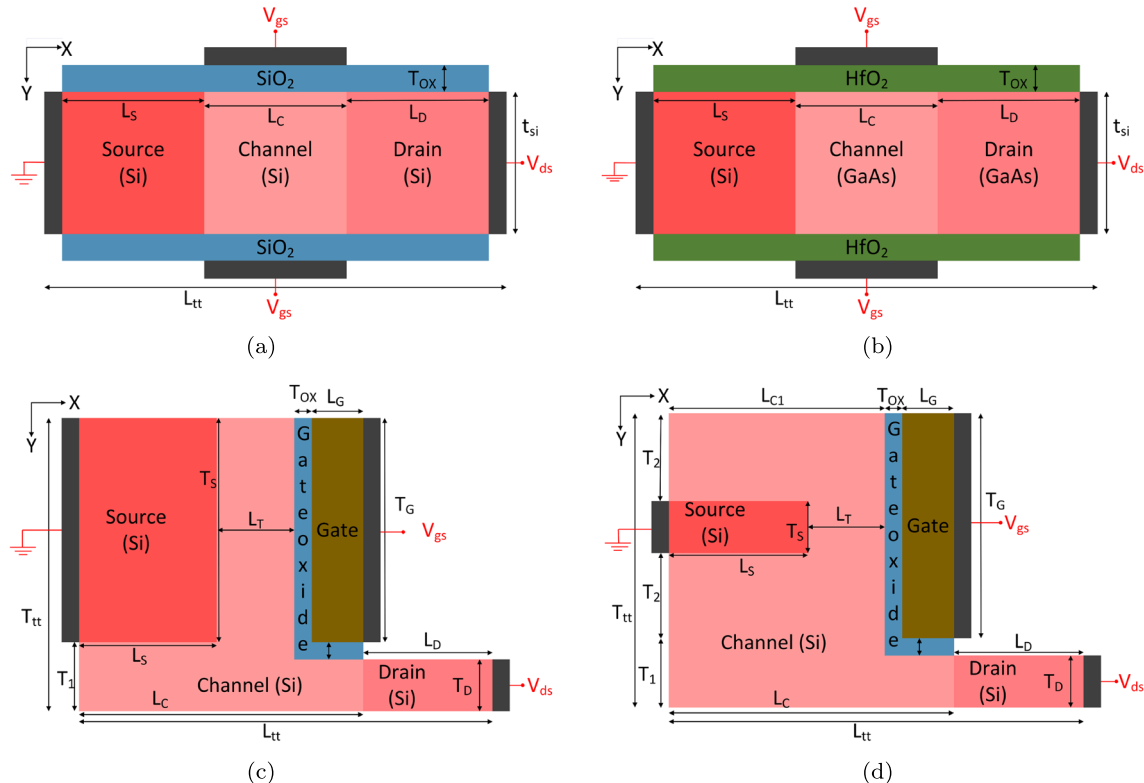 V_gs
X
Y
SiO₂
T_OX
L_S
L_C
L_D
t_si
Source
(Si)
Channel
(Si)
Drain
(Si)
V_ds
SiO₂
L_tt
V_gs
(a)
V_gs
X
Y
HfO₂
T_OX
L_S
L_C
L_D
t_si
Source
(Si)
Channel
(GaAs)
Drain
(GaAs)
V_ds
HfO₂
L_tt
V_gs
(b)
X
Y
T_OX
L_G
Gate oxide
T_S
Source
(Si)
L_T
Gate
T_G
V_gs
T_tt
L_S
L_D
T_1
Channel (Si)
Drain
(Si)
T_D
V_ds
L_C
L_tt
(c)
X
Y
L_C1
T_OX
L_G
Gate oxide
T_2
Source
(Si)
T_S
L_T
Gate
T_G
V_gs
L_S
T_2
T_tt
Channel (Si)
L_D
T_1
Drain
(Si)
T_D
V_ds
L_C
L_tt
(d)